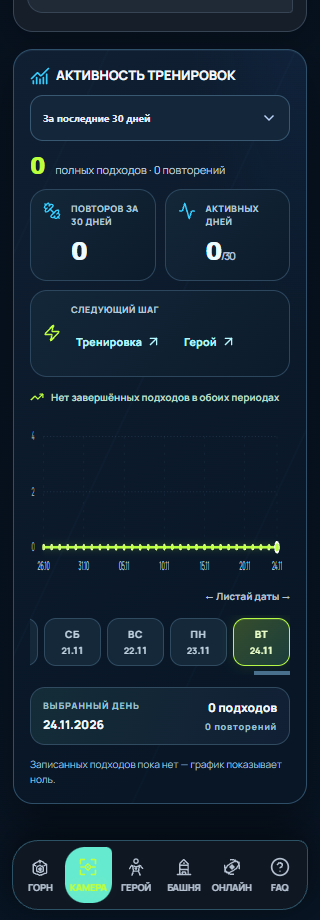 АКТИВНОСТЬ ТРЕНИРОВОК
За последние 30 дней
0 полных подходов · 0 повторений
ПОВТОРОВ ЗА
30 ДНЕЙ
0
АКТИВНЫХ
ДНЕЙ
0/30
СЛЕДУЮЩИЙ ШАГ
Тренировка ↗ Герой ↗
Нет завершённых подходов в обоих периодах
4
2
0
26.10 31.10 05.11 10.11 15.11 20.11 24.11
← Листай даты →
СБ
21.11
ВС
22.11
ПН
23.11
ВТ
24.11
ВЫБРАННЫЙ ДЕНЬ
24.11.2026
0 подходов
0 повторений
Записанных подходов пока нет — график показывает
ноль.
ГОРН КАМЕРА ГЕРОЙ БАШНЯ ОНЛАЙН FAQ